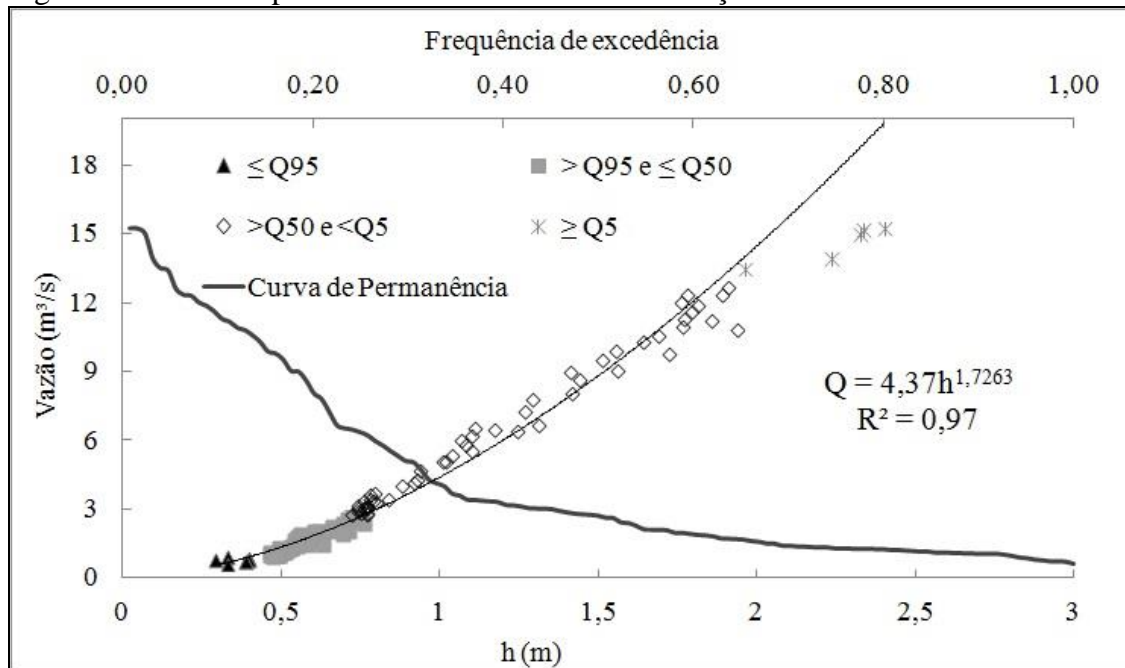 Frequência de excedência
0,00 0,20 0,40 0,60 0,80 1,00
18
15
12
9
6
3
0
Vazão (m³/s)
≤ Q95
> Q95 e ≤ Q50
>Q50 e <Q5
≥ Q5
Curva de Permanência
Q = 4,37h^1,7263
R² = 0,97
0 0,5 1 1,5 2 2,5 3
h (m)